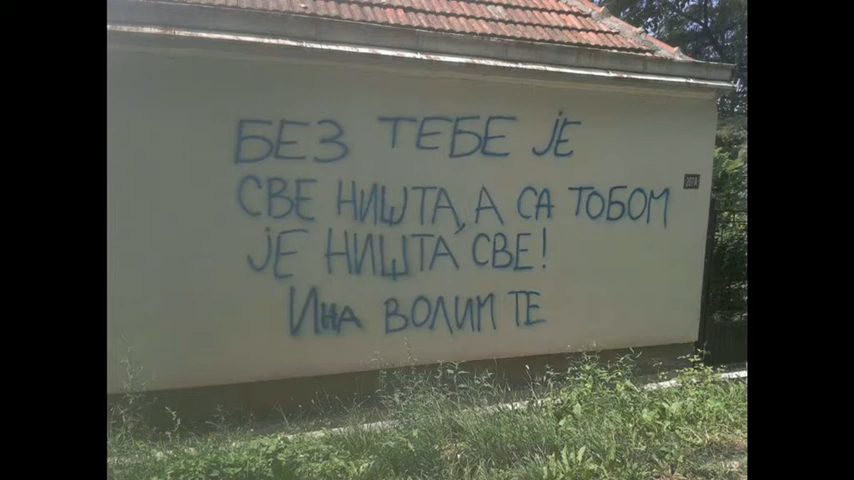 БЕЗ ТЕБЕ ЈЕ
СВЕ НИШТА, А СА ТОБОМ
ЈЕ НИШТА СВЕ!
ИНА ВОЛИМ ТЕ